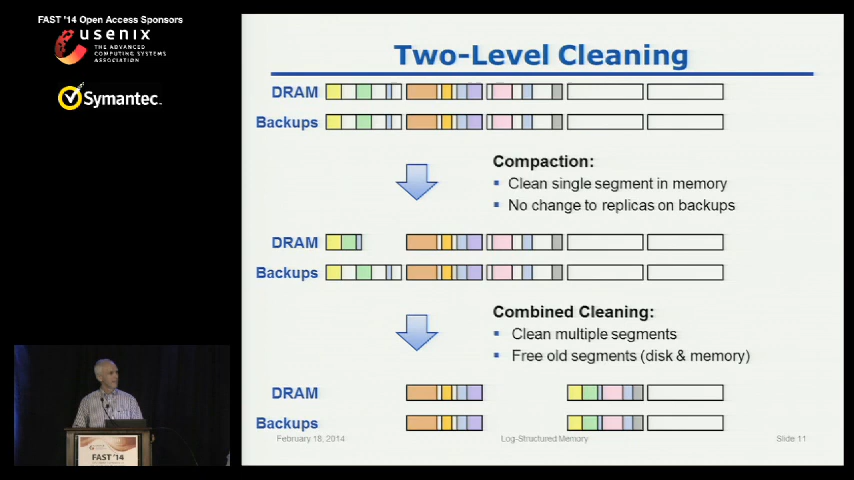 FAST '14 Open Access Sponsors
usenix
THE ADVANCED
COMPUTING SYSTEMS
ASSOCIATION
Symantec.
Two-Level Cleaning
DRAM
Backups
Compaction:
▪ Clean single segment in memory
▪ No change to replicas on backups
DRAM
Backups
Combined Cleaning:
▪ Clean multiple segments
▪ Free old segments (disk & memory)
DRAM
Backups
February 18, 2014
Log-Structured Memory
Slide 11
FAST '14